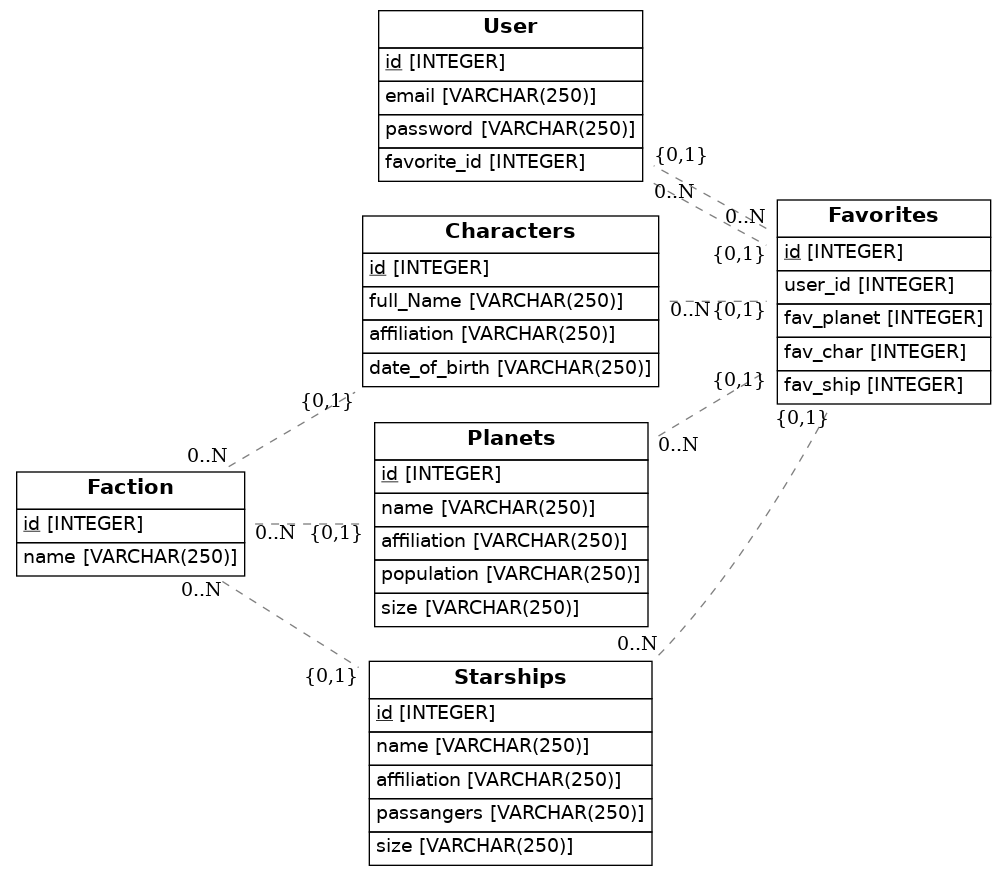 User
id [INTEGER]
email [VARCHAR(250)]
password [VARCHAR(250)]
favorite_id [INTEGER]
{0,1}
0..N
0..N
{0,1}
Favorites
id [INTEGER]
user_id [INTEGER]
fav_planet [INTEGER]
fav_char [INTEGER]
fav_ship [INTEGER]
Characters
id [INTEGER]
full_Name [VARCHAR(250)]
affiliation [VARCHAR(250)]
date_of_birth [VARCHAR(250)]
0..N
{0,1}
{0,1}
0..N
{0,1}
{0,1}
0..N
Planets
id [INTEGER]
name [VARCHAR(250)]
affiliation [VARCHAR(250)]
population [VARCHAR(250)]
size [VARCHAR(250)]
Faction
id [INTEGER]
name [VARCHAR(250)]
0..N
{0,1}
0..N
{0,1}
0..N
Starships
id [INTEGER]
name [VARCHAR(250)]
affiliation [VARCHAR(250)]
passangers [VARCHAR(250)]
size [VARCHAR(250)]